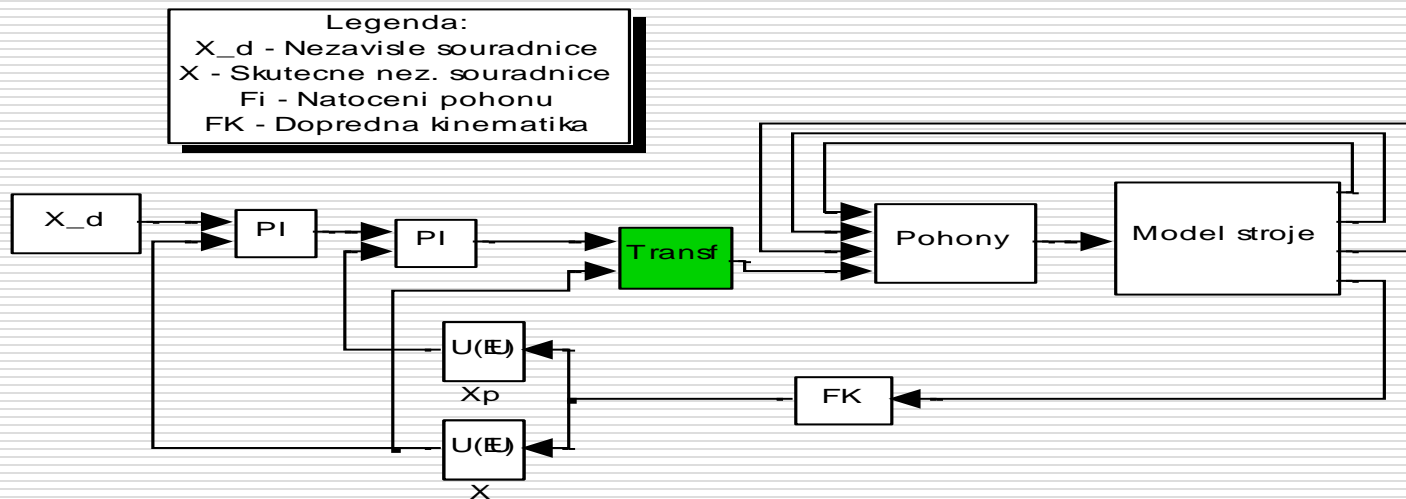 Legenda:
X_d - Nezavisle souradnice
X - Skutecne nez. souradnice
Fi - Natoceni pohonu
FK - Dopredna kinematika
X_d
PI
PI
Transf
Pohony
Model stroje
U(E)
Xp
FK
U(E)
X